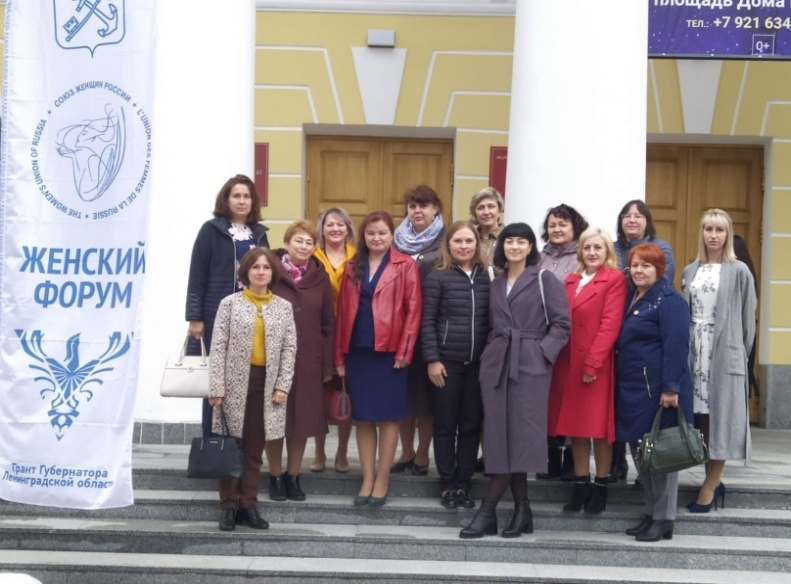 СОЮЗ ЖЕНЩИН РОССИИ • L'UNION DES FEMMES DE LA RUSSIE • THE WOMEN'S UNION OF RUSSIA •
ЖЕНСКИЙ
ФОРУМ
Грант Губернатора
Ленинградской област
площадь Дома
ТЕЛ.: +7 921 634
0+